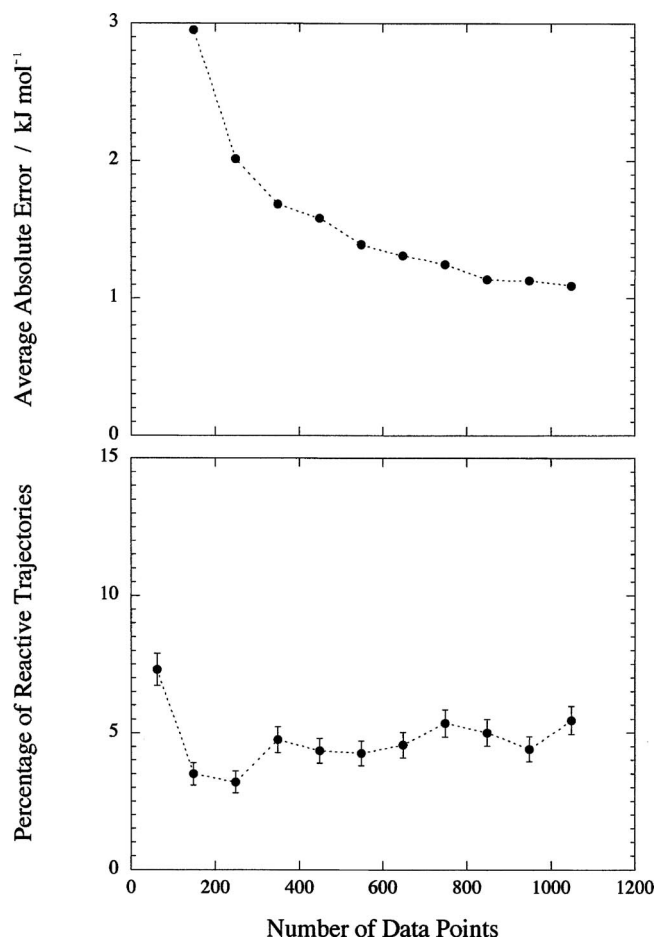 Average Absolute Error / kJ mol⁻¹
3
2
1
0
Percentage of Reactive Trajectories
15
10
5
0
0 200 400 600 800 1000 1200
Number of Data Points